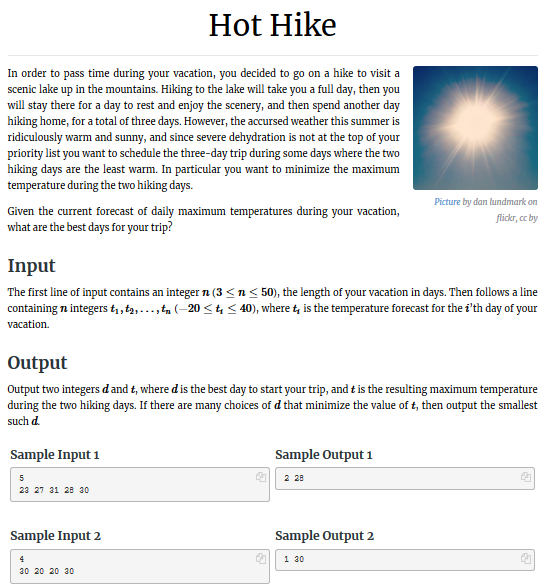 Hot Hike
In order to pass time during your vacation, you decided to go on a hike to visit a
scenic lake up in the mountains. Hiking to the lake will take you a full day, then you
will stay there for a day to rest and enjoy the scenery, and then spend another day
hiking home, for a total of three days. However, the accursed weather this summer is
ridiculously warm and sunny, and since severe dehydration is not at the top of your
priority list you want to schedule the three-day trip during some days where the two
hiking days are the least warm. In particular you want to minimize the maximum
temperature during the two hiking days.
Picture by dan lundmark on
flickr, cc by
Given the current forecast of daily maximum temperatures during your vacation,
what are the best days for your trip?
Input
The first line of input contains an integer n (3 ≤ n ≤ 50), the length of your vacation in days. Then follows a line
containing n integers t₁, t₂, . . . , tₙ (−20 ≤ tᵢ ≤ 40), where tᵢ is the temperature forecast for the i'th day of your
vacation.
Output
Output two integers d and t, where d is the best day to start your trip, and t is the resulting maximum temperature
during the two hiking days. If there are many choices of d that minimize the value of t, then output the smallest
such d.
Sample Input 1
5
23 27 31 28 30
Sample Output 1
2 28
Sample Input 2
4
30 20 20 30
Sample Output 2
1 30